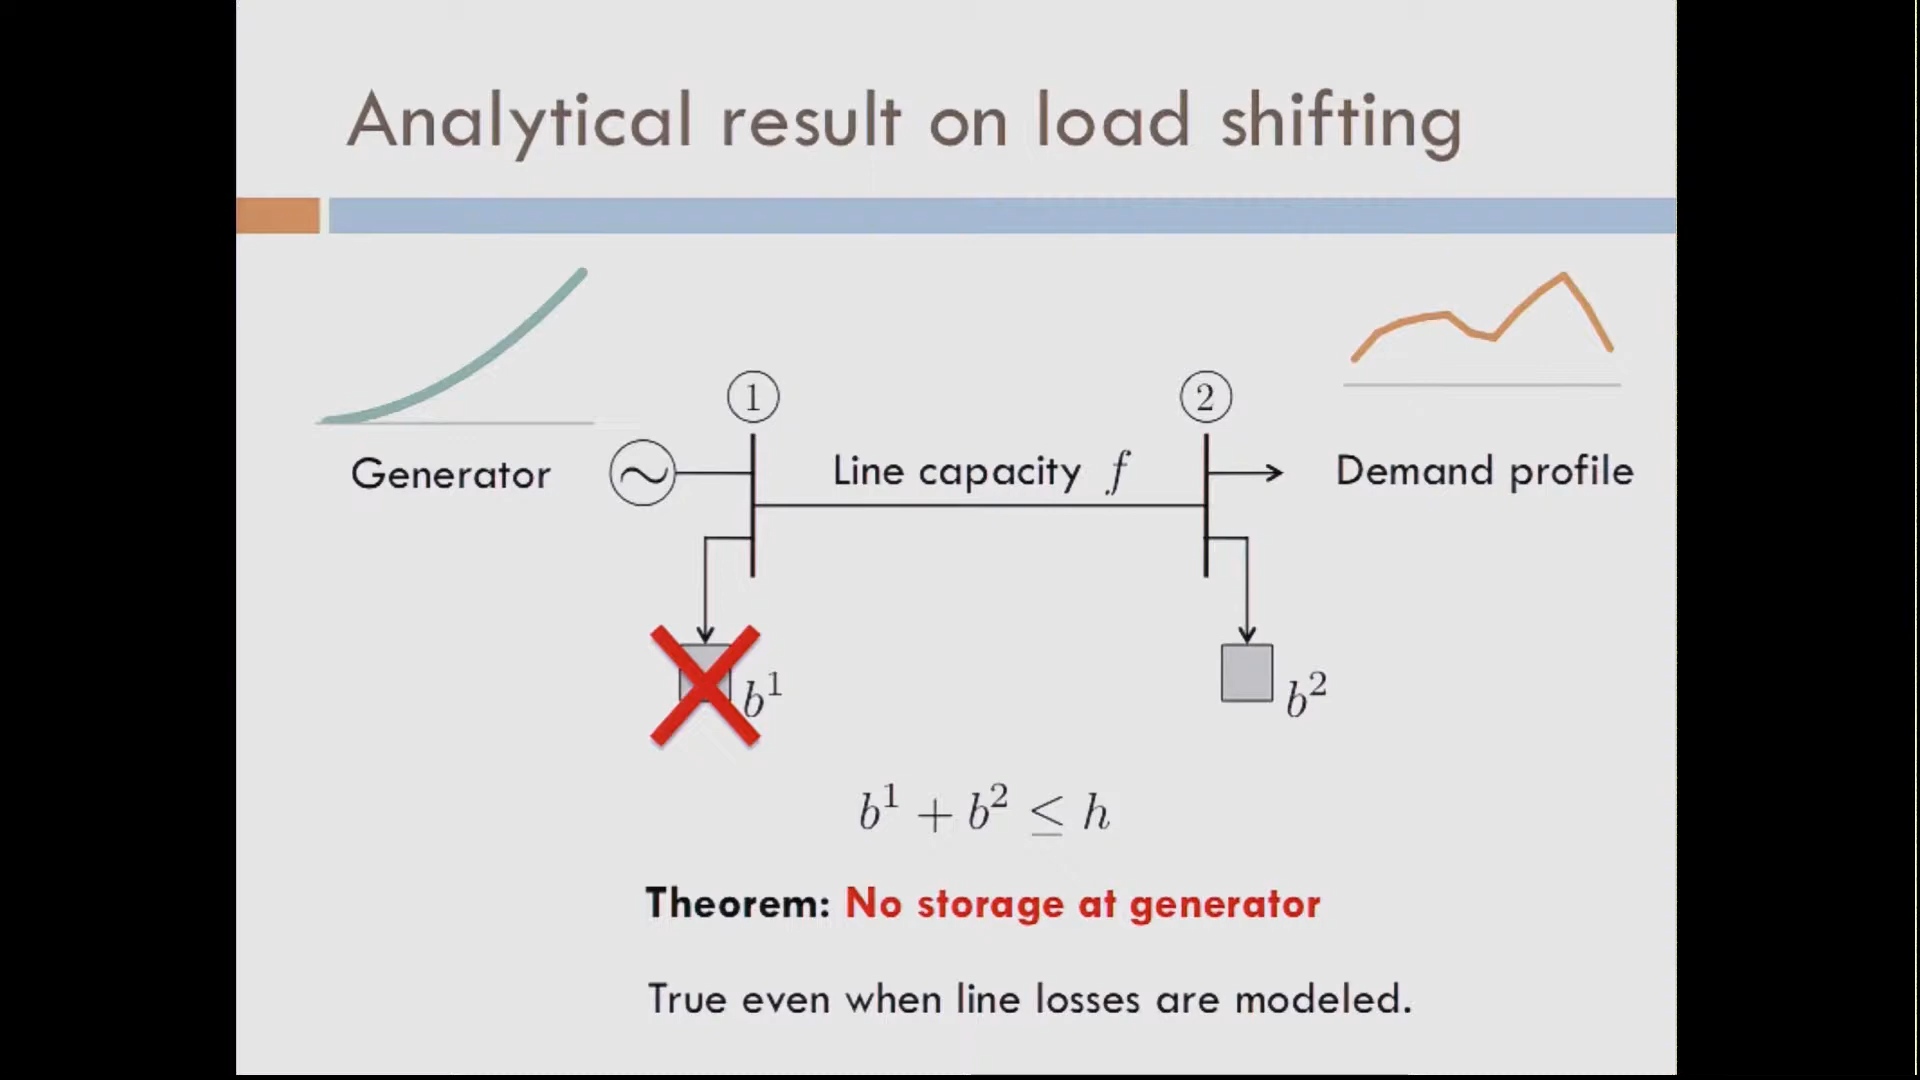 Analytical result on load shifting
1
2
Generator
Line capacity f
Demand profile
b¹
b²
b¹ + b² ≤ h
Theorem: No storage at generator
True even when line losses are modeled.